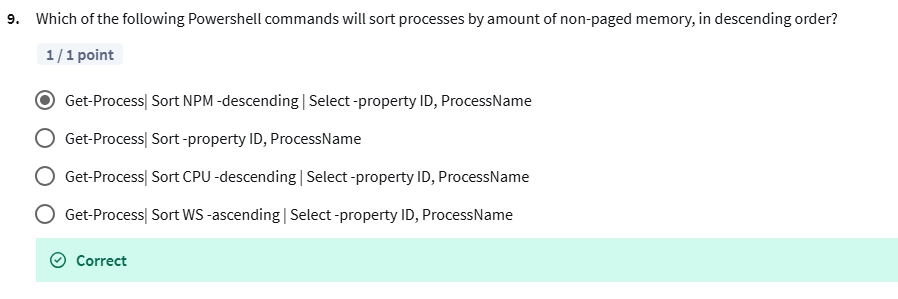 9. Which of the following Powershell commands will sort processes by amount of non-paged memory, in descending order?
1 / 1 point
Get-Process| Sort NPM -descending | Select -property ID, ProcessName
Get-Process| Sort -property ID, ProcessName
Get-Process| Sort CPU -descending | Select -property ID, ProcessName
Get-Process| Sort WS -ascending | Select -property ID, ProcessName
Correct